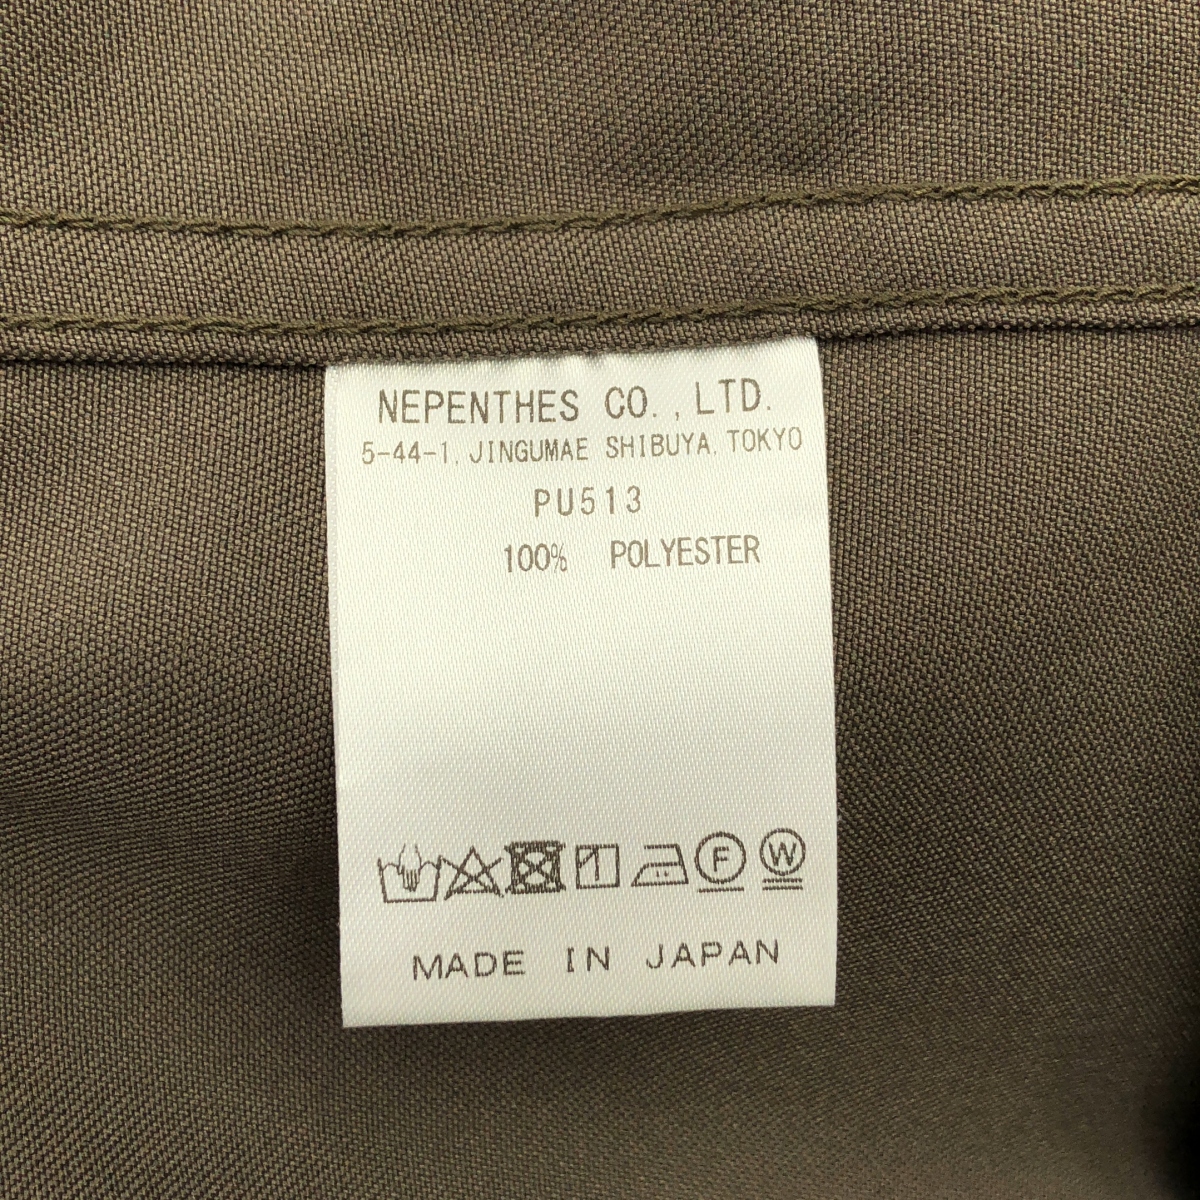 NEPENTHES CO., LTD.
5-44-1, JINGUMAE SHIBUYA, TOKYO
PU513
100% POLYESTER
F W
MADE IN JAPAN